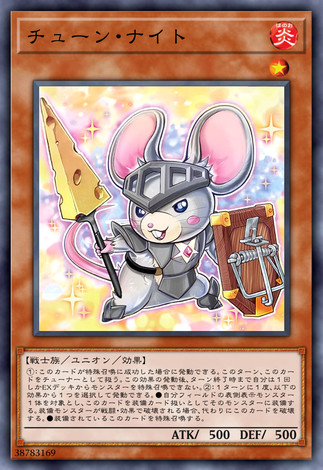 チューン・ナイト
炎
【戦士族／ユニオン／効果】
①:このカードが特殊召喚に成功した場合に発動できる。このターン、このカー
ドをチューナーとして扱う。この効果の発動後、ターン終了時まで自分は１回
しかEXデッキからモンスターを特殊召喚できない。②:１ターンに１度、以下
の効果から１つを選択して発動できる。●自分フィールドの表側表示モンスター
１体を対象とし、このカードを装備カード扱いとしてそのモンスターに装備す
る。装備モンスターが戦闘・効果で破壊される場合、代わりにこのカードを破壊
する。●装備されているこのカードを特殊召喚する。
ATK/ 500 DEF/ 500
38783169